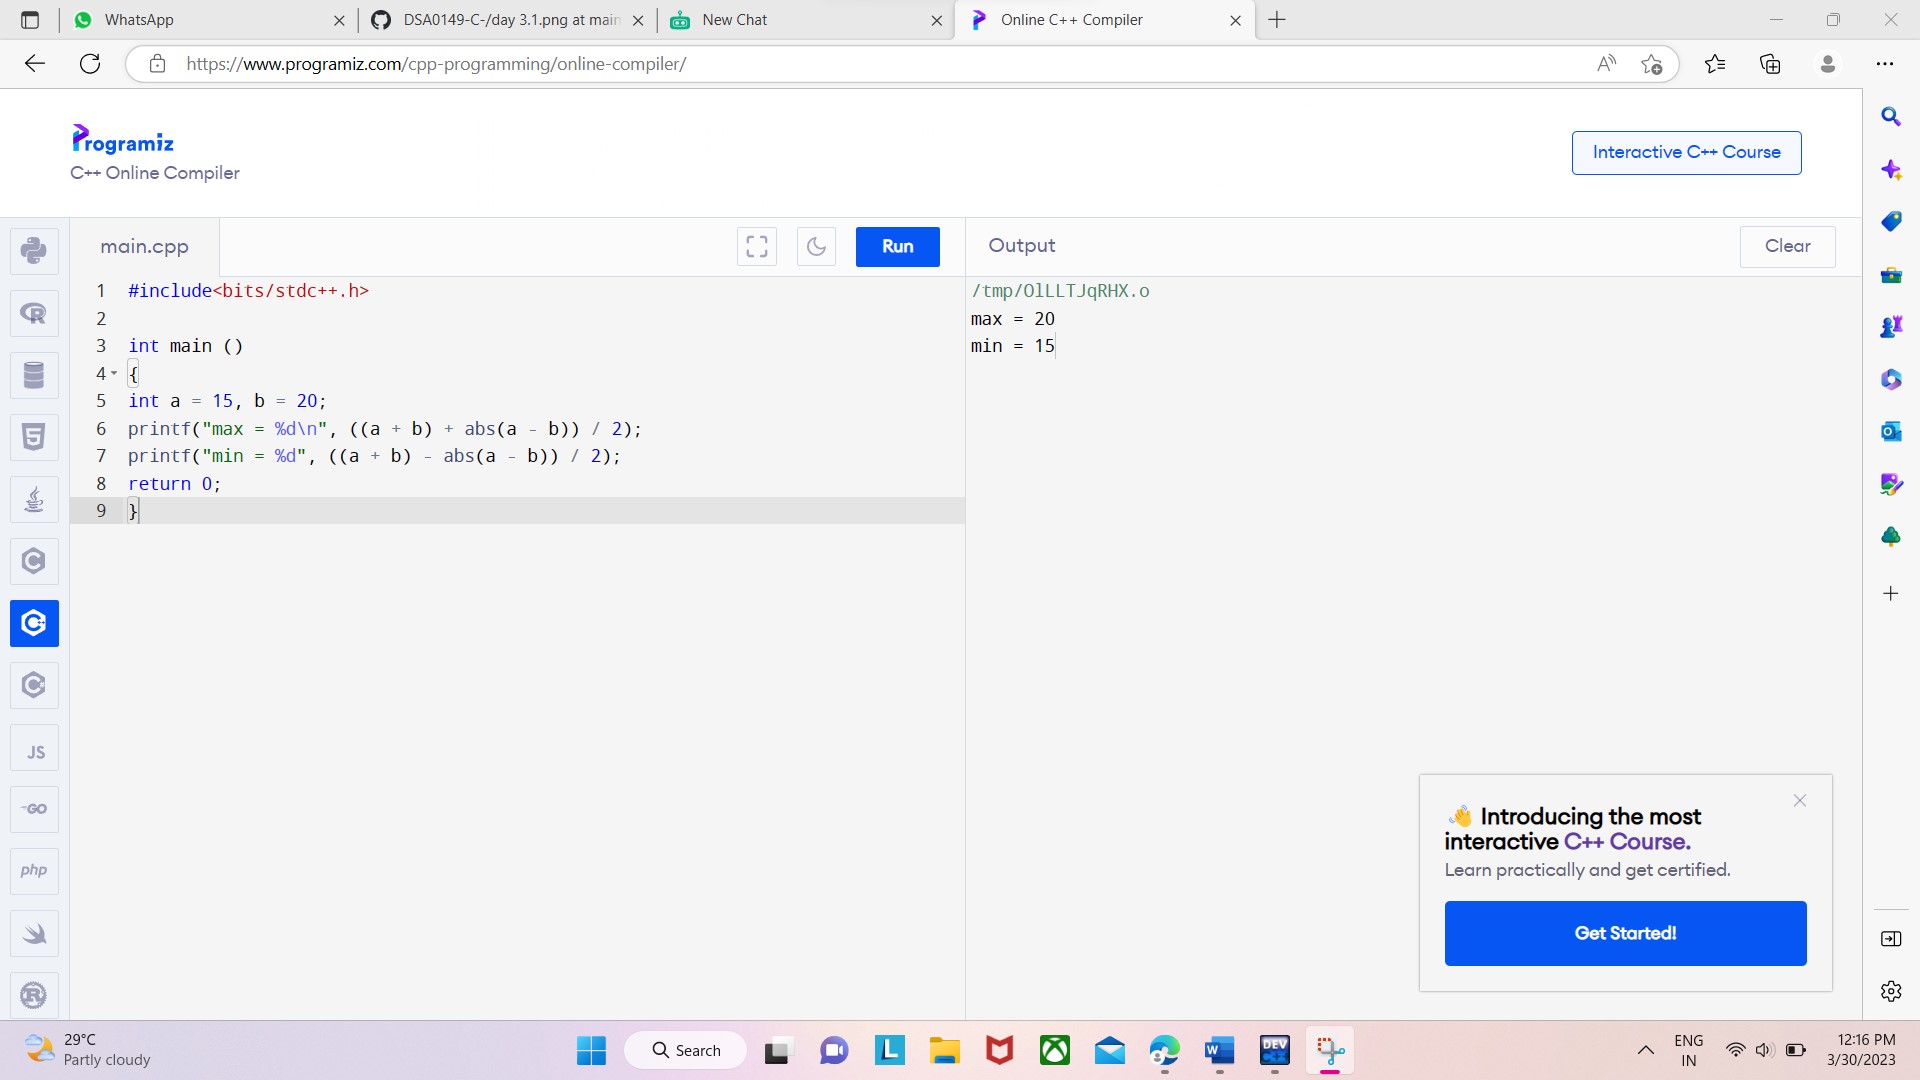 WhatsApp
DSA0149-C-/day 3.1.png at main
New Chat
Online C++ Compiler
https://www.programiz.com/cpp-programming/online-compiler/
Programiz
C++ Online Compiler
Interactive C++ Course
main.cpp
Run
Output
Clear
1 #include<bits/stdc++.h>
2
3 int main ()
4 {
5 int a = 15, b = 20;
6 printf("max = %d\n", ((a + b) + abs(a - b)) / 2);
7 printf("min = %d", ((a + b) - abs(a - b)) / 2);
8 return 0;
9 }
/tmp/OlLLTJqRHX.o
max = 20
min = 15
JS
GO
php
👋 Introducing the most
interactive C++ Course.
Learn practically and get certified.
Get Started!
29°C
Partly cloudy
Search
DEV
C++
ENG
IN
12:16 PM
3/30/2023